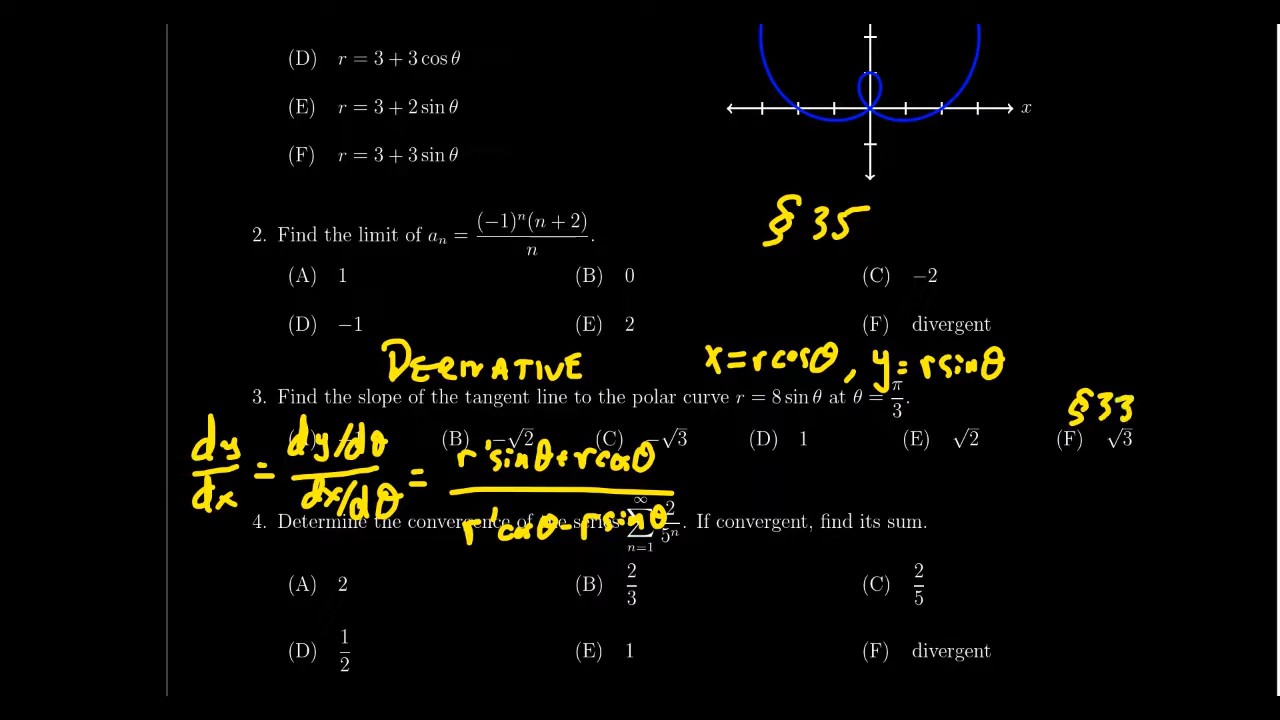 (D) r = 3 + 3 cos θ
(E) r = 3 + 2 sin θ
x
(F) r = 3 + 3 sin θ
§ 35
2. Find the limit of aₙ = (−1)ⁿ(n + 2)/n.
(A) 1 (B) 0 (C) −2
(D) −1 (E) 2 (F) divergent
DERIVATIVE x = r cos θ, y = r sin θ
3. Find the slope of the tangent line to the polar curve r = 8 sin θ at θ = π/3.
§ 33
(B) −√2 (C) −√3 (D) 1 (E) √2 (F) √3
dy/dx = (dy/dθ)/(dx/dθ) = (r' sin θ + r cos θ)/(r' cos θ − r sin θ)
4. Determine the convergence of the series ∑ n=1 ∞ 2/5ⁿ. If convergent, find its sum.
(A) 2 (B) 2/3 (C) 2/5
(D) 1/2 (E) 1 (F) divergent